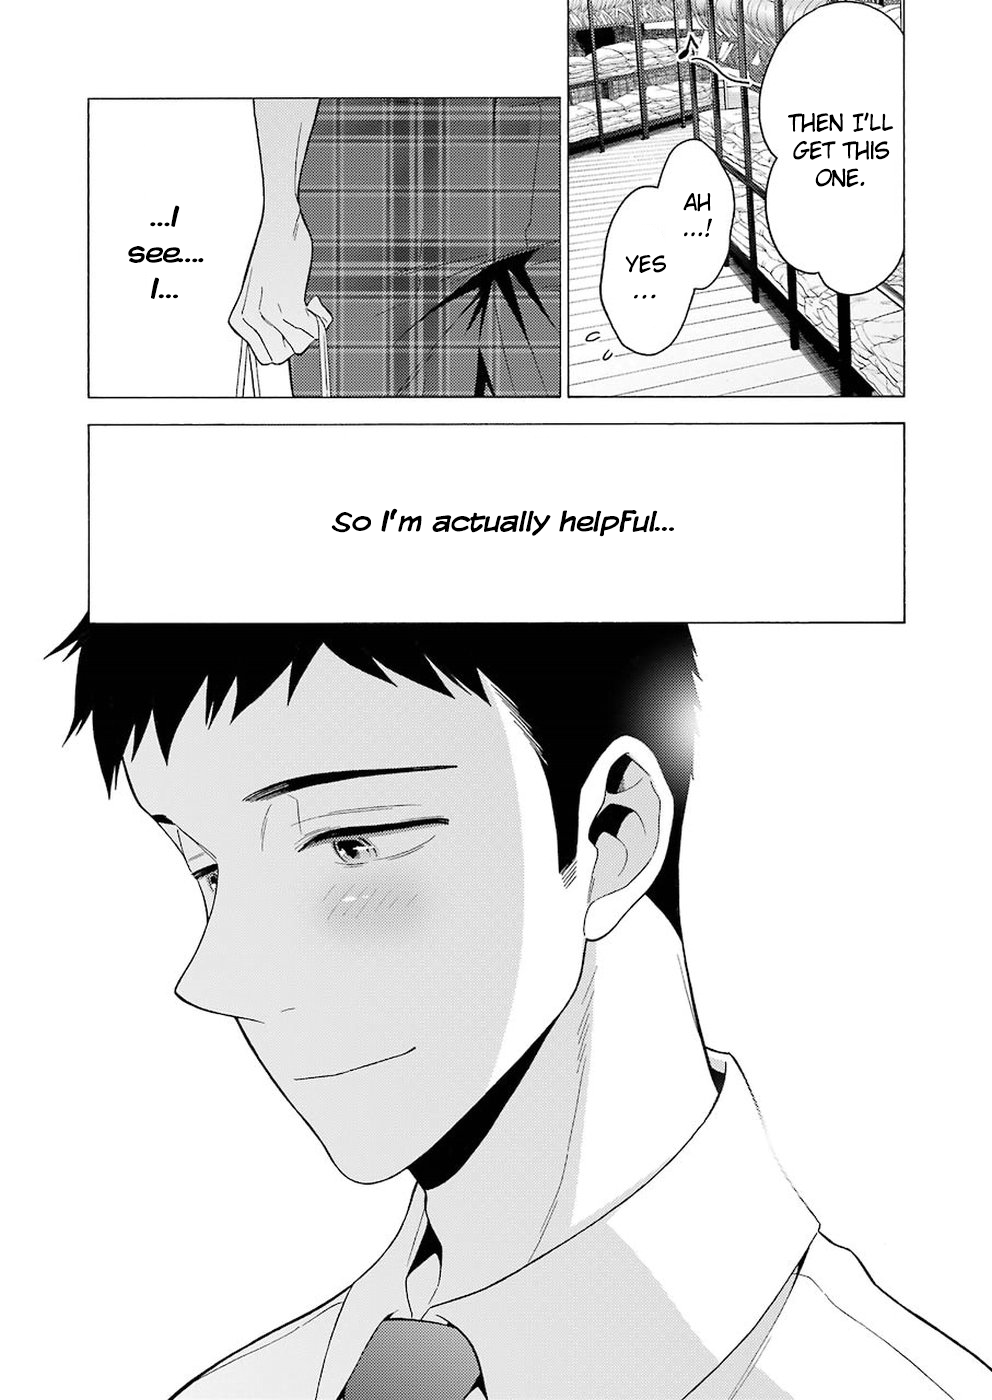 THEN I'LL
GET THIS
ONE.
AH
...!
YES
...
...I
see....
I...
So I'm actually helpful...